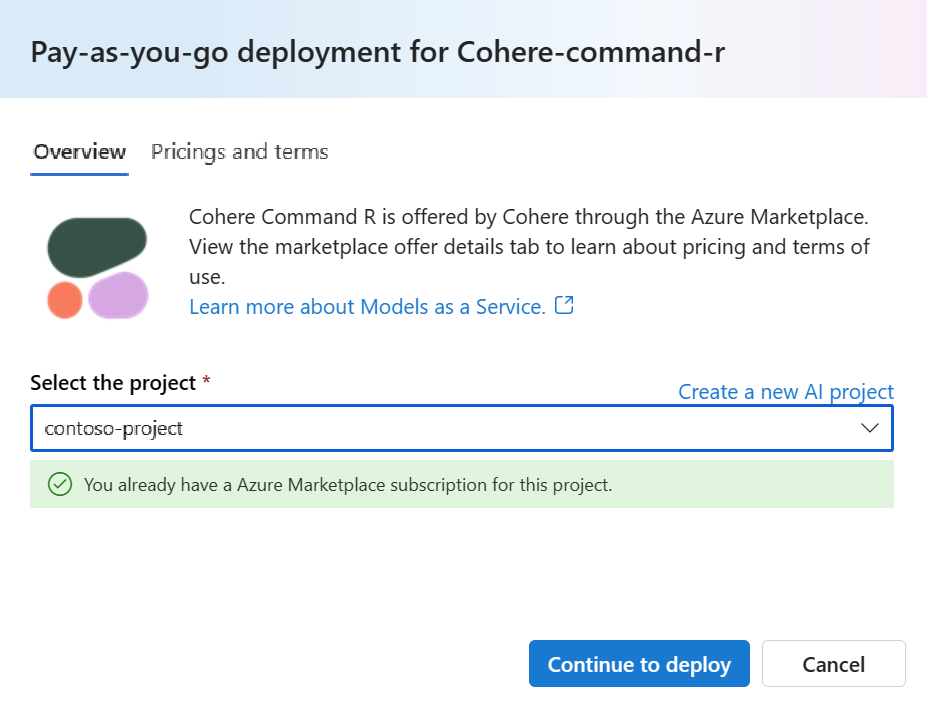 Pay-as-you-go deployment for Cohere-command-r
Overview Pricings and terms
Cohere Command R is offered by Cohere through the Azure Marketplace.
View the marketplace offer details tab to learn about pricing and terms of
use.
Learn more about Models as a Service.
Select the project *
Create a new AI project
contoso-project
You already have a Azure Marketplace subscription for this project.
Continue to deploy Cancel